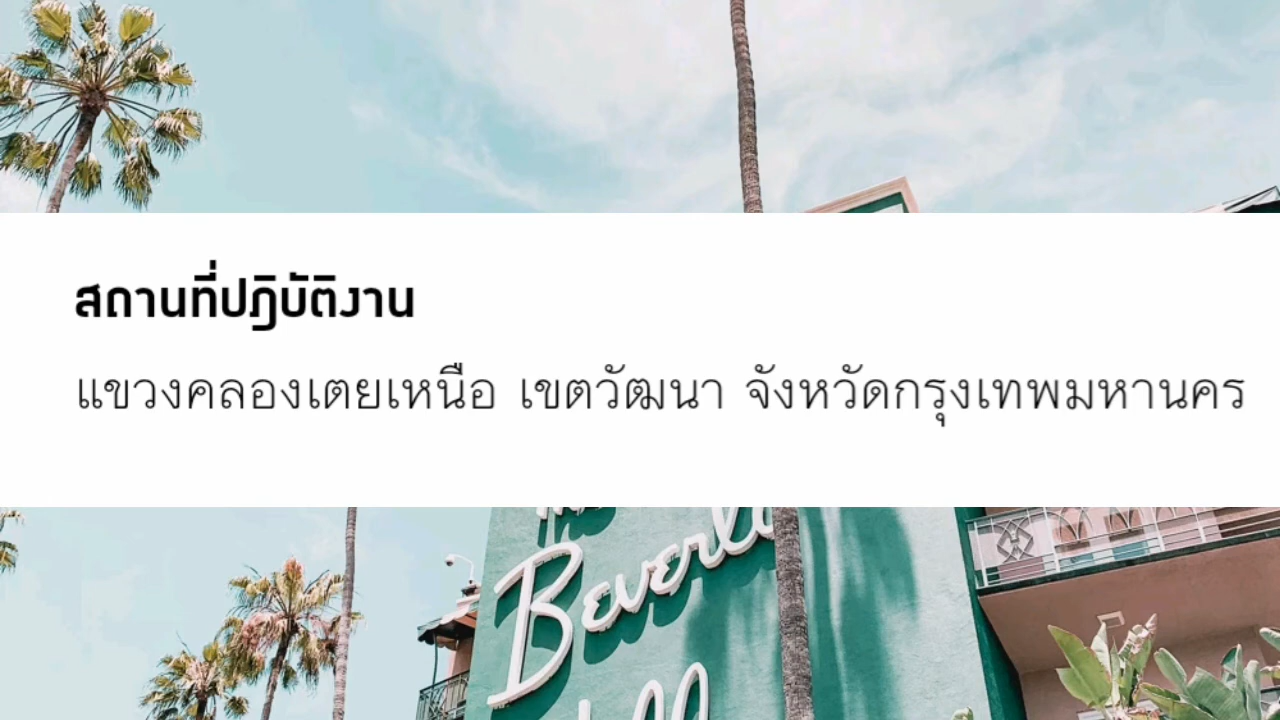 สถานที่ปฏิบัติงาน
แขวงคลองเตยเหนือ เขตวัฒนา จังหวัดกรุงเทพมหานคร